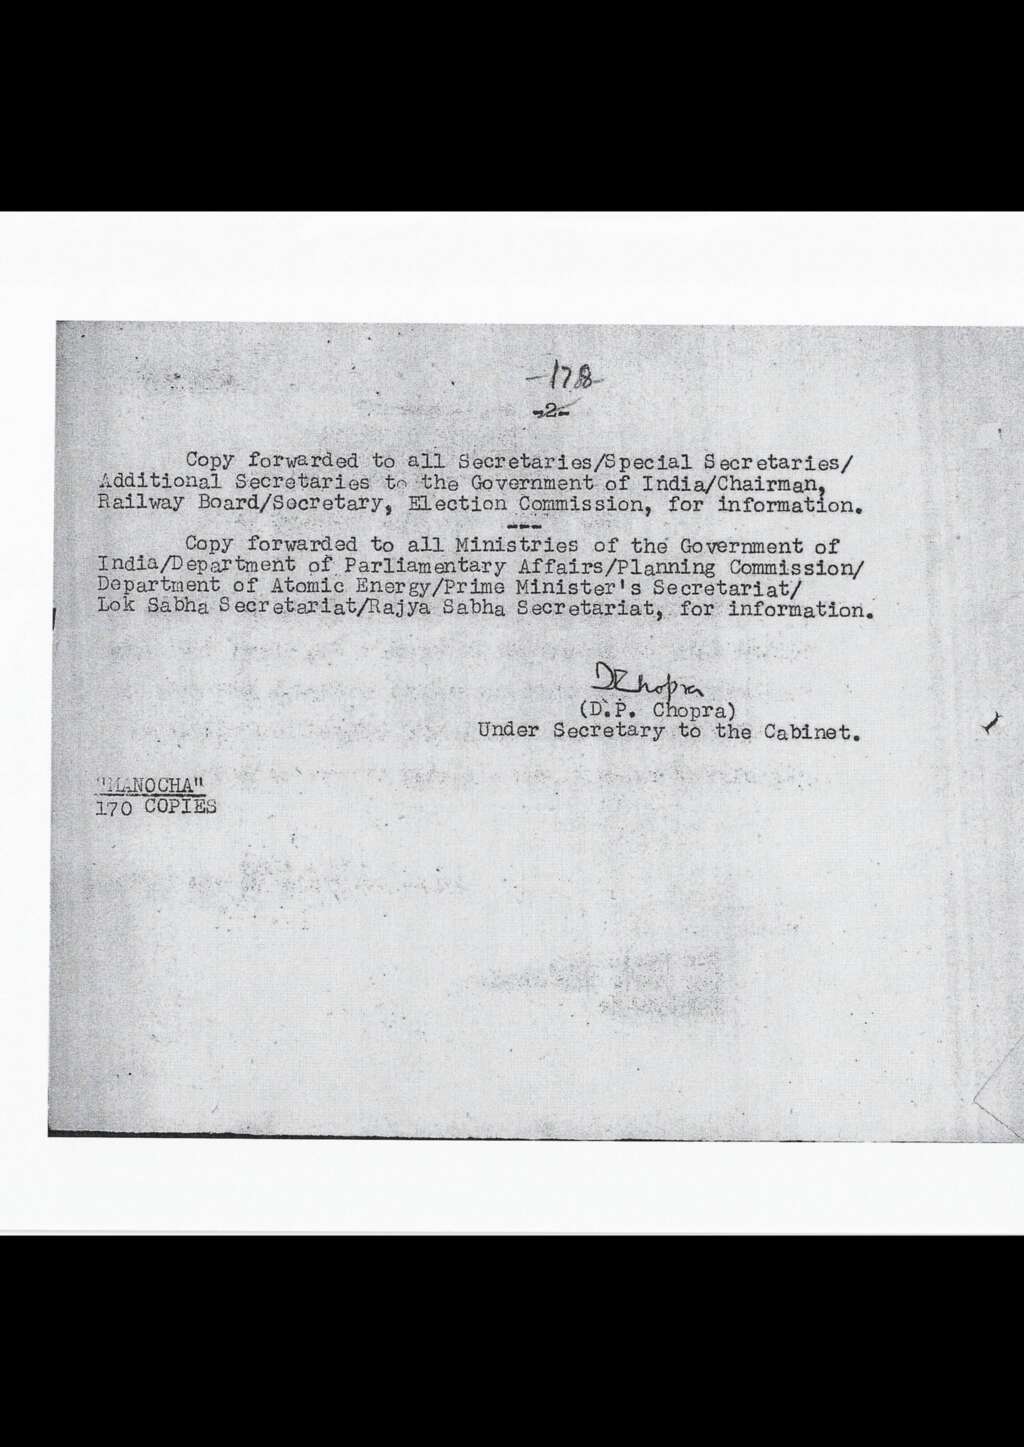 -178-
-2-
Copy forwarded to all Secretaries/Special Secretaries/
Additional Secretaries to the Government of India/Chairman,
Railway Board/Secretary, Election Commission, for information.
---
Copy forwarded to all Ministries of the Government of
India/Department of Parliamentary Affairs/Planning Commission/
Department of Atomic Energy/Prime Minister's Secretariat/
Lok Sabha Secretariat/Rajya Sabha Secretariat, for information.
DPChopra
(D.P. Chopra)
Under Secretary to the Cabinet.
"MANOCHA"
170 COPIES